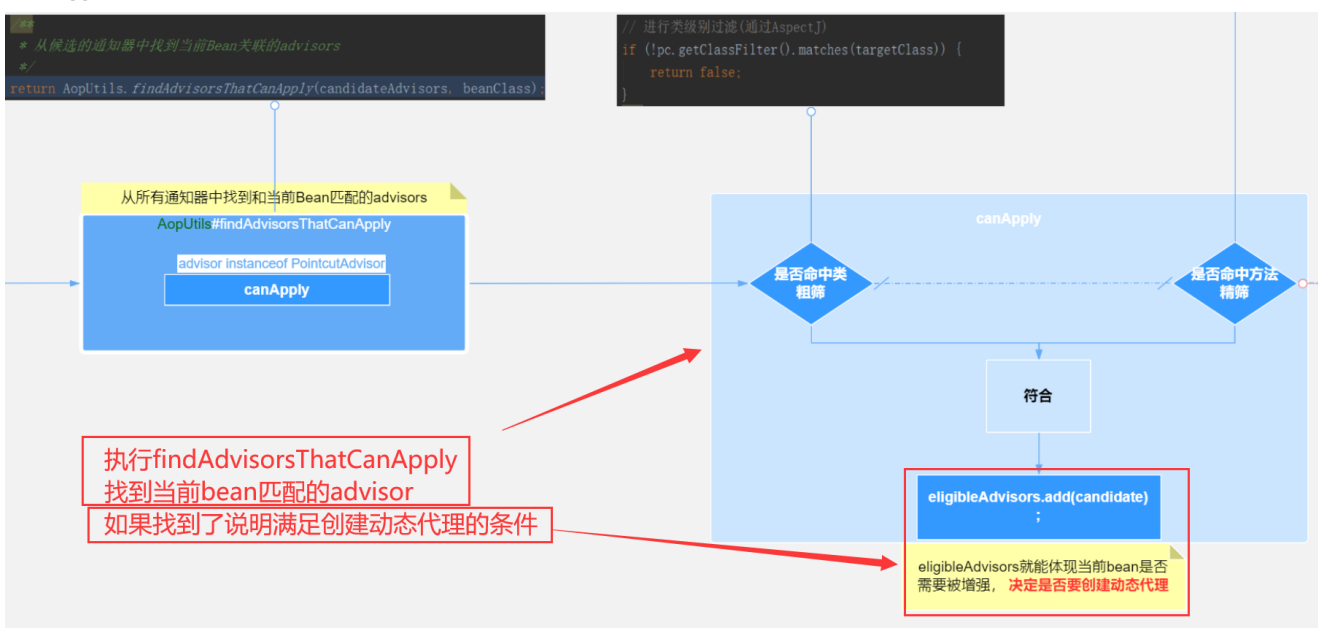 /**
* 从候选的通知器中找到当前Bean关联的advisors
*/
return AopUtils.findAdvisorsThatCanApply(candidateAdvisors, beanClass);
// 进行类级别过滤(通过AspectJ)
if (!pc.getClassFilter().matches(targetClass)) {
return false;
}
从所有通知器中找到和当前Bean匹配的advisors
AopUtils#findAdvisorsThatCanApply
advisor instanceof PointcutAdvisor
canApply
canApply
是否命中类
粗筛
是否命中方法
精筛
符合
执行findAdvisorsThatCanApply
找到当前bean匹配的advisor
如果找到了说明满足创建动态代理的条件
eligibleAdvisors.add(candidate)
;
eligibleAdvisors就能体现当前bean是否
需要被增强， 决定是否要创建动态代理